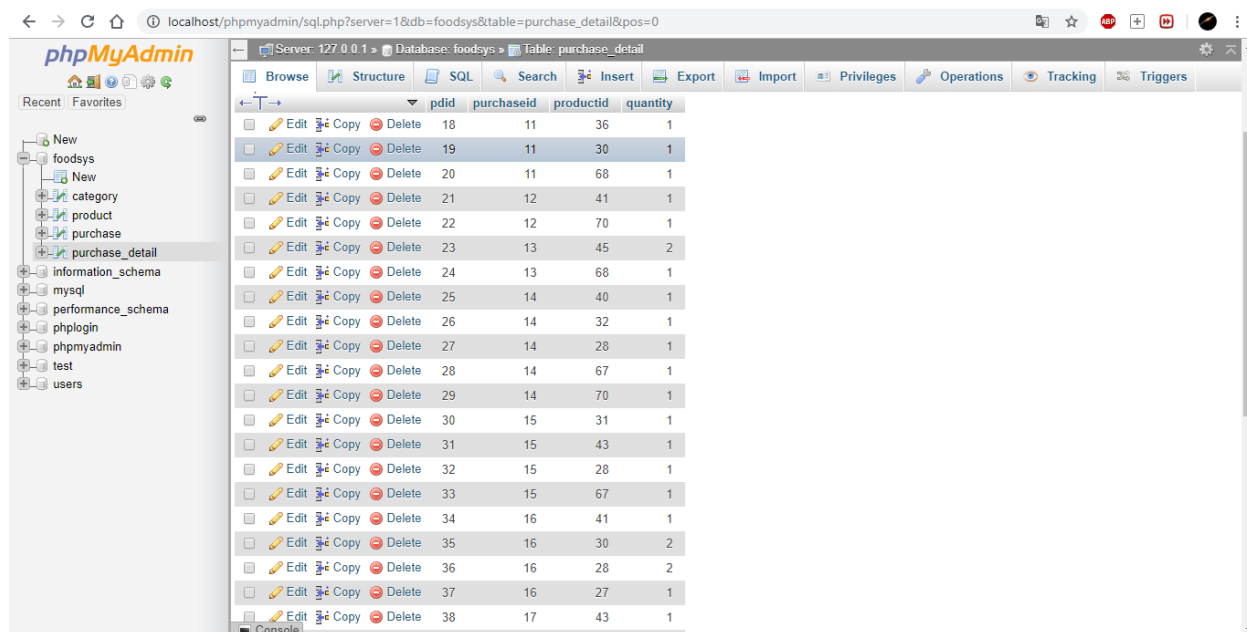 localhost/phpmyadmin/sql.php?server=1&db=foodsys&table=purchase_detail&pos=0
ABP
phpMyAdmin
Recent Favorites
New
foodsys
New
category
product
purchase
purchase_detail
information_schema
mysql
performance_schema
phplogin
phpmyadmin
test
users
Server: 127.0.0.1 » Database: foodsys » Table: purchase_detail
Browse Structure SQL Search Insert Export Import Privileges Operations Tracking Triggers
←T→ pdid purchaseid productid quantity
Edit Copy Delete 18 11 36 1
Edit Copy Delete 19 11 30 1
Edit Copy Delete 20 11 68 1
Edit Copy Delete 21 12 41 1
Edit Copy Delete 22 12 70 1
Edit Copy Delete 23 13 45 2
Edit Copy Delete 24 13 68 1
Edit Copy Delete 25 14 40 1
Edit Copy Delete 26 14 32 1
Edit Copy Delete 27 14 28 1
Edit Copy Delete 28 14 67 1
Edit Copy Delete 29 14 70 1
Edit Copy Delete 30 15 31 1
Edit Copy Delete 31 15 43 1
Edit Copy Delete 32 15 28 1
Edit Copy Delete 33 15 67 1
Edit Copy Delete 34 16 41 1
Edit Copy Delete 35 16 30 2
Edit Copy Delete 36 16 28 2
Edit Copy Delete 37 16 27 1
Edit Copy Delete 38 17 43 1
Console